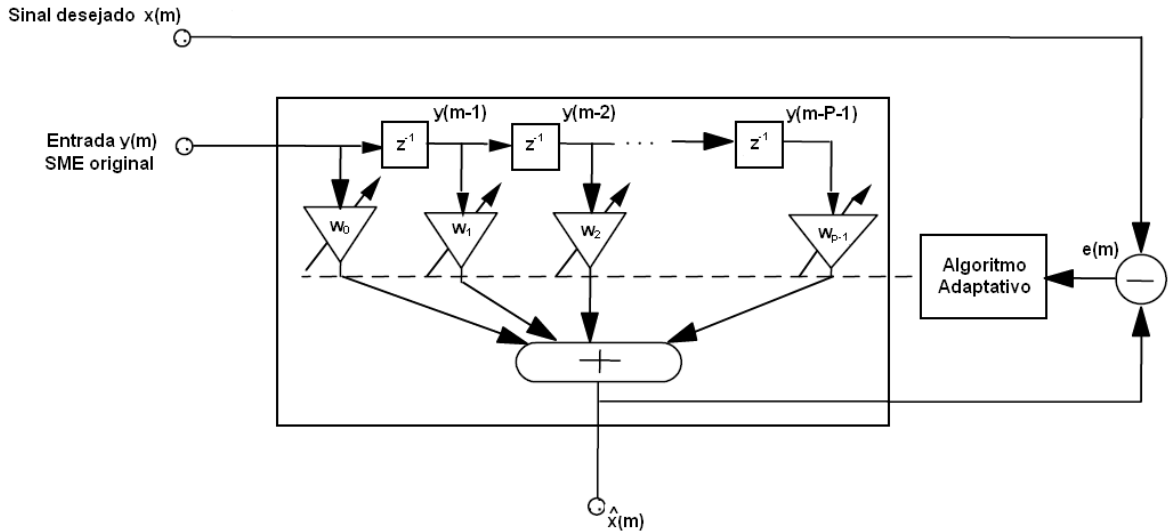 Sinal desejado x(m)
Entrada y(m)
SME original
y(m-1)
y(m-2)
y(m-P-1)
z⁻¹
z⁻¹
...
z⁻¹
w₀
w₁
w₂
wₚ₋₁
Algoritmo
Adaptativo
e(m)
−
+
x̂(m)